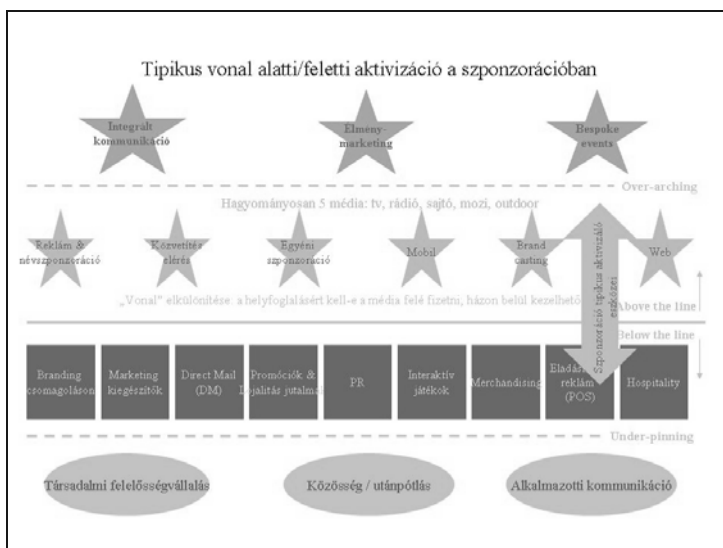 Tipikus vonal alatti/feletti aktivizáció a szponzorációban
Integrált
kommunikáció
Élmény-
marketing
Bespoke
events
Over-arching
Hagyományosan 5 média: tv, rádió, sajtó, mozi, outdoor
Reklám &
névszponzoráció
Közvetítés
elérés
Egyéni
szponzoráció
Mobil
Brand
casting
Web
Szponzoráció tipikus aktivizáló
eszközei
„Vonal” elkülönítése: a helyfoglalásért kell-e a média felé fizetni, házon belül kezelhető
Above the line
Below the line
Branding
csomagoláson
Marketing
kiegészítők
Direct Mail
(DM)
Promóciók &
Lojalitás
PR
Interaktív
játékok
Merchandising
reklám
(POS)
Hospitality
Under-pinning
Társadalmi felelősségvállalás
Közösség / utánpótlás
Alkalmazotti kommunikáció